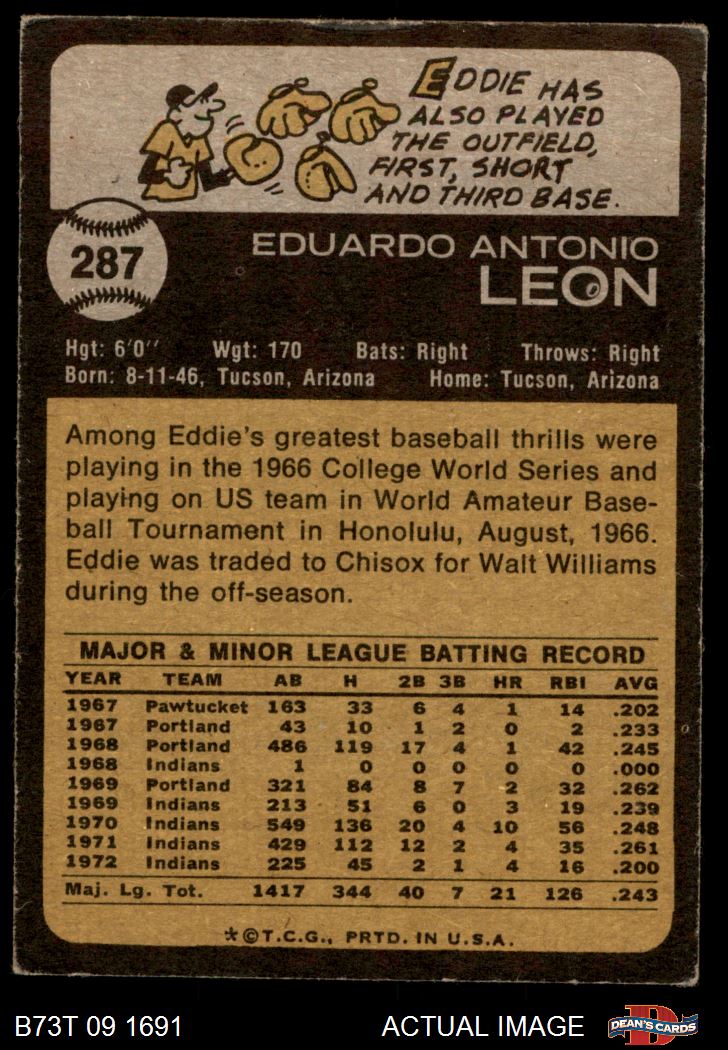 EDDIE HAS
ALSO PLAYED
THE OUTFIELD,
FIRST, SHORT
AND THIRD BASE.
287
EDUARDO ANTONIO
LEON
Hgt: 6'0'' Wgt: 170 Bats: Right Throws: Right
Born: 8-11-46, Tucson, Arizona Home: Tucson, Arizona
Among Eddie's greatest baseball thrills were
playing in the 1966 College World Series and
playing on US team in World Amateur Base-
ball Tournament in Honolulu, August, 1966.
Eddie was traded to Chisox for Walt Williams
during the off-season.
MAJOR & MINOR LEAGUE BATTING RECORD
YEAR TEAM AB H 2B 3B HR RBI AVG
1967 Pawtucket 163 33 6 4 1 14 .202
1967 Portland 43 10 1 2 0 2 .233
1968 Portland 486 119 17 4 1 42 .245
1968 Indians 1 0 0 0 0 0 .000
1969 Portland 321 84 8 7 2 32 .262
1969 Indians 213 51 6 0 3 19 .239
1970 Indians 549 136 20 4 10 56 .248
1971 Indians 429 112 12 2 4 35 .261
1972 Indians 225 45 2 1 4 16 .200
Maj. Lg. Tot. 1417 344 40 7 21 126 .243
*©T.C.G., PRTD. IN U.S.A.
B73T 09 1691 ACTUAL IMAGE DEAN'S CARDS